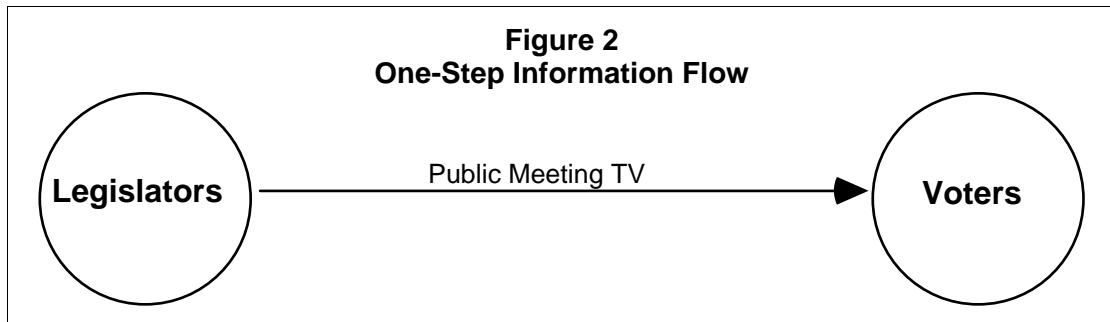 Figure 2
One-Step Information Flow
Public Meeting TV
Legislators
Voters